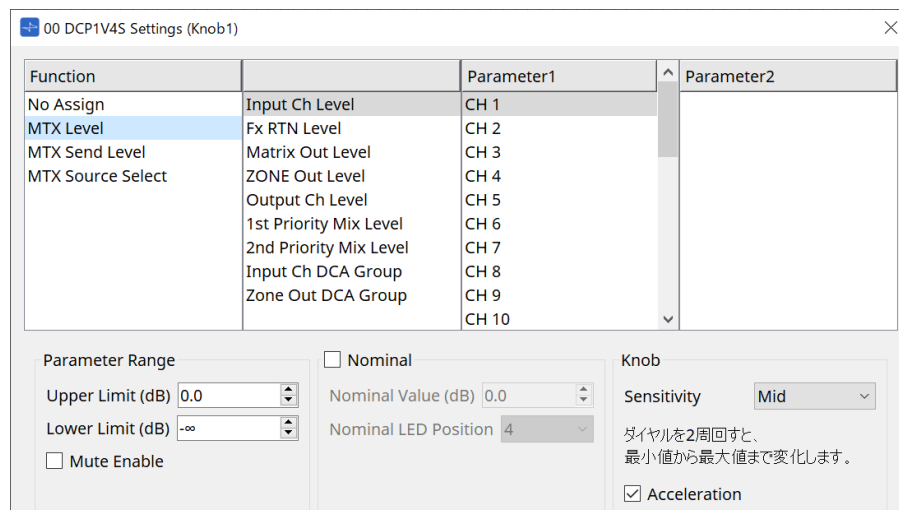 00 DCP1V4S Settings (Knob1)
Function
Parameter1
Parameter2
No Assign
MTX Level
MTX Send Level
MTX Source Select
Input Ch Level
Fx RTN Level
Matrix Out Level
ZONE Out Level
Output Ch Level
1st Priority Mix Level
2nd Priority Mix Level
Input Ch DCA Group
Zone Out DCA Group
CH 1
CH 2
CH 3
CH 4
CH 5
CH 6
CH 7
CH 8
CH 9
CH 10
Parameter Range
Upper Limit (dB) 0.0
Lower Limit (dB) -∞
Mute Enable
Nominal
Nominal Value (dB) 0.0
Nominal LED Position 4
Knob
Sensitivity Mid
ダイヤルを2周回すと、
最小値から最大値まで変化します。
Acceleration